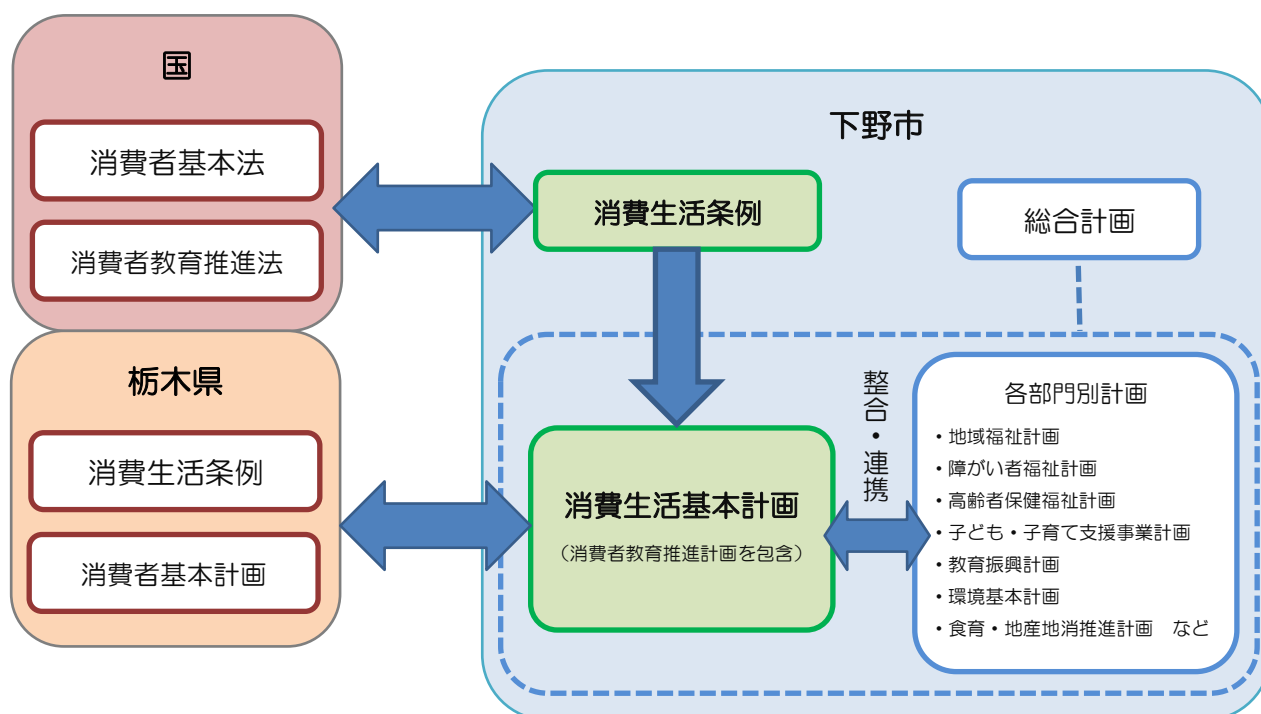 国
消費者基本法
消費者教育推進法
栃木県
消費生活条例
消費者基本計画
下野市
消費生活条例
総合計画
消費生活基本計画
(消費者教育推進計画を包含)
整合・連携
各部門別計画
・地域福祉計画
・障がい者福祉計画
・高齢者保健福祉計画
・子ども・子育て支援事業計画
・教育振興計画
・環境基本計画
・食育・地産地消推進計画　など